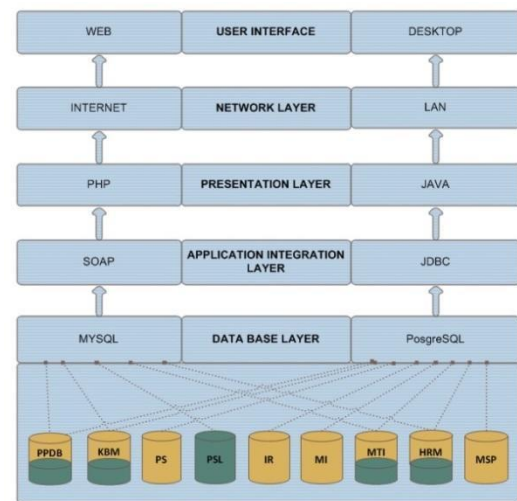 WEB
USER INTERFACE
DESKTOP
INTERNET
NETWORK LAYER
LAN
PHP
PRESENTATION LAYER
JAVA
SOAP
APPLICATION INTEGRATION
LAYER
JDBC
MYSQL
DATA BASE LAYER
PosgreSQL
PPDB
KBM
PS
PSL
IR
MI
MTI
HRM
MSP